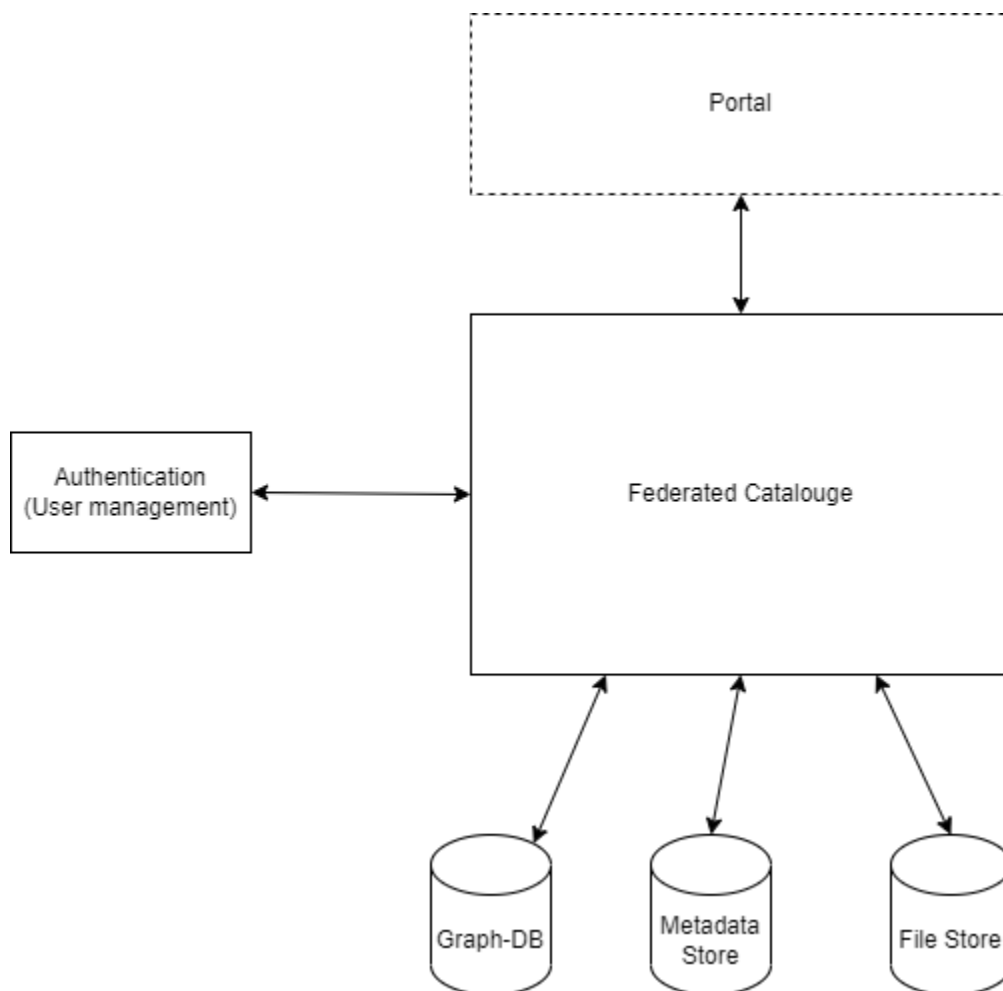 Portal
Authentication
(User management)
Federated Catalouge
Graph-DB
Metadata
Store
File Store